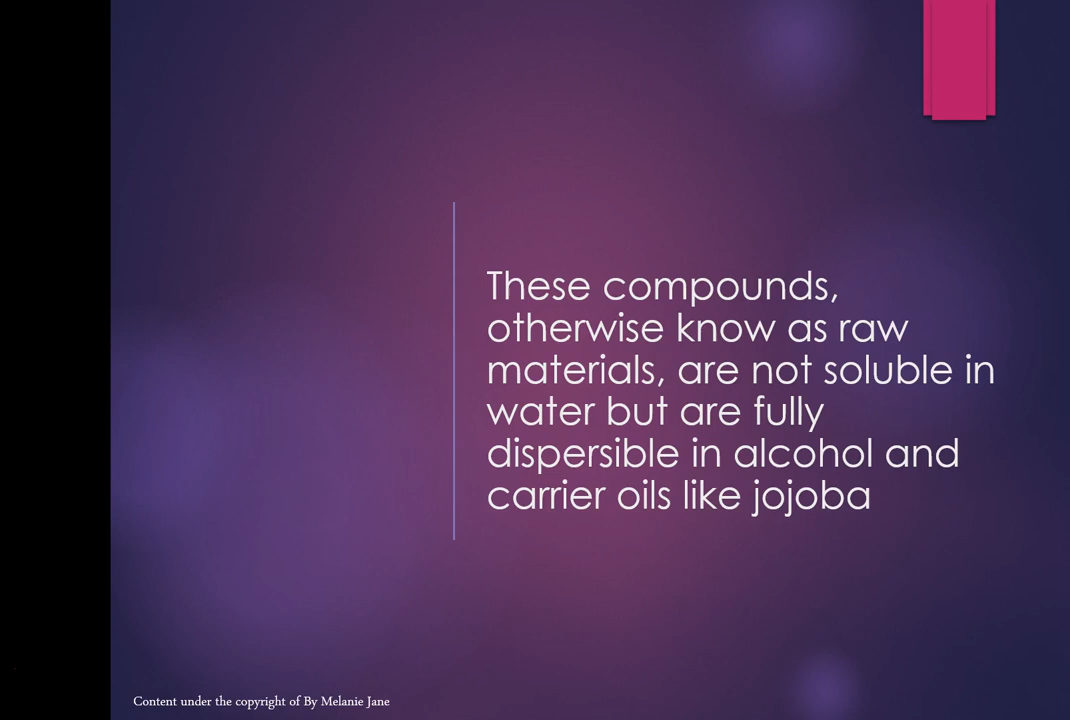 These compounds,
otherwise know as raw
materials, are not soluble in
water but are fully
dispersible in alcohol and
carrier oils like jojoba
Content under the copyright of By Melanie Jane